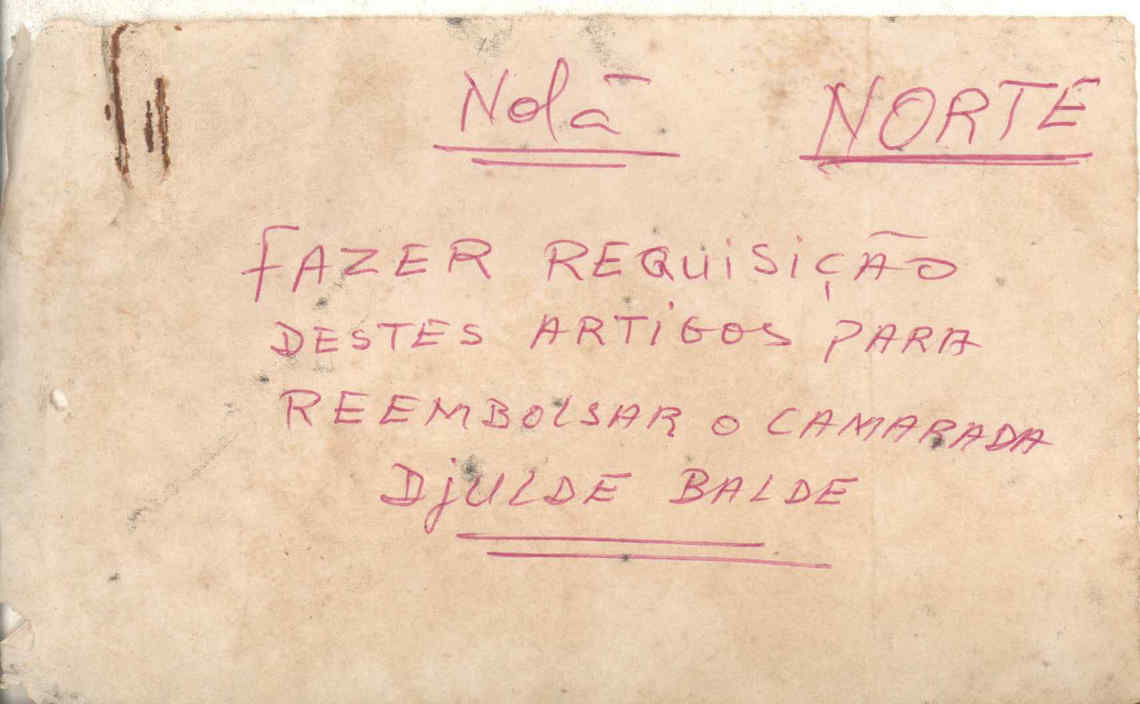 Nolã NORTE
FAZER REQUISIÇÃO
DESTES ARTIGOS PARA
REEMBOLSAR O CAMARADA
DJULDE BALDE